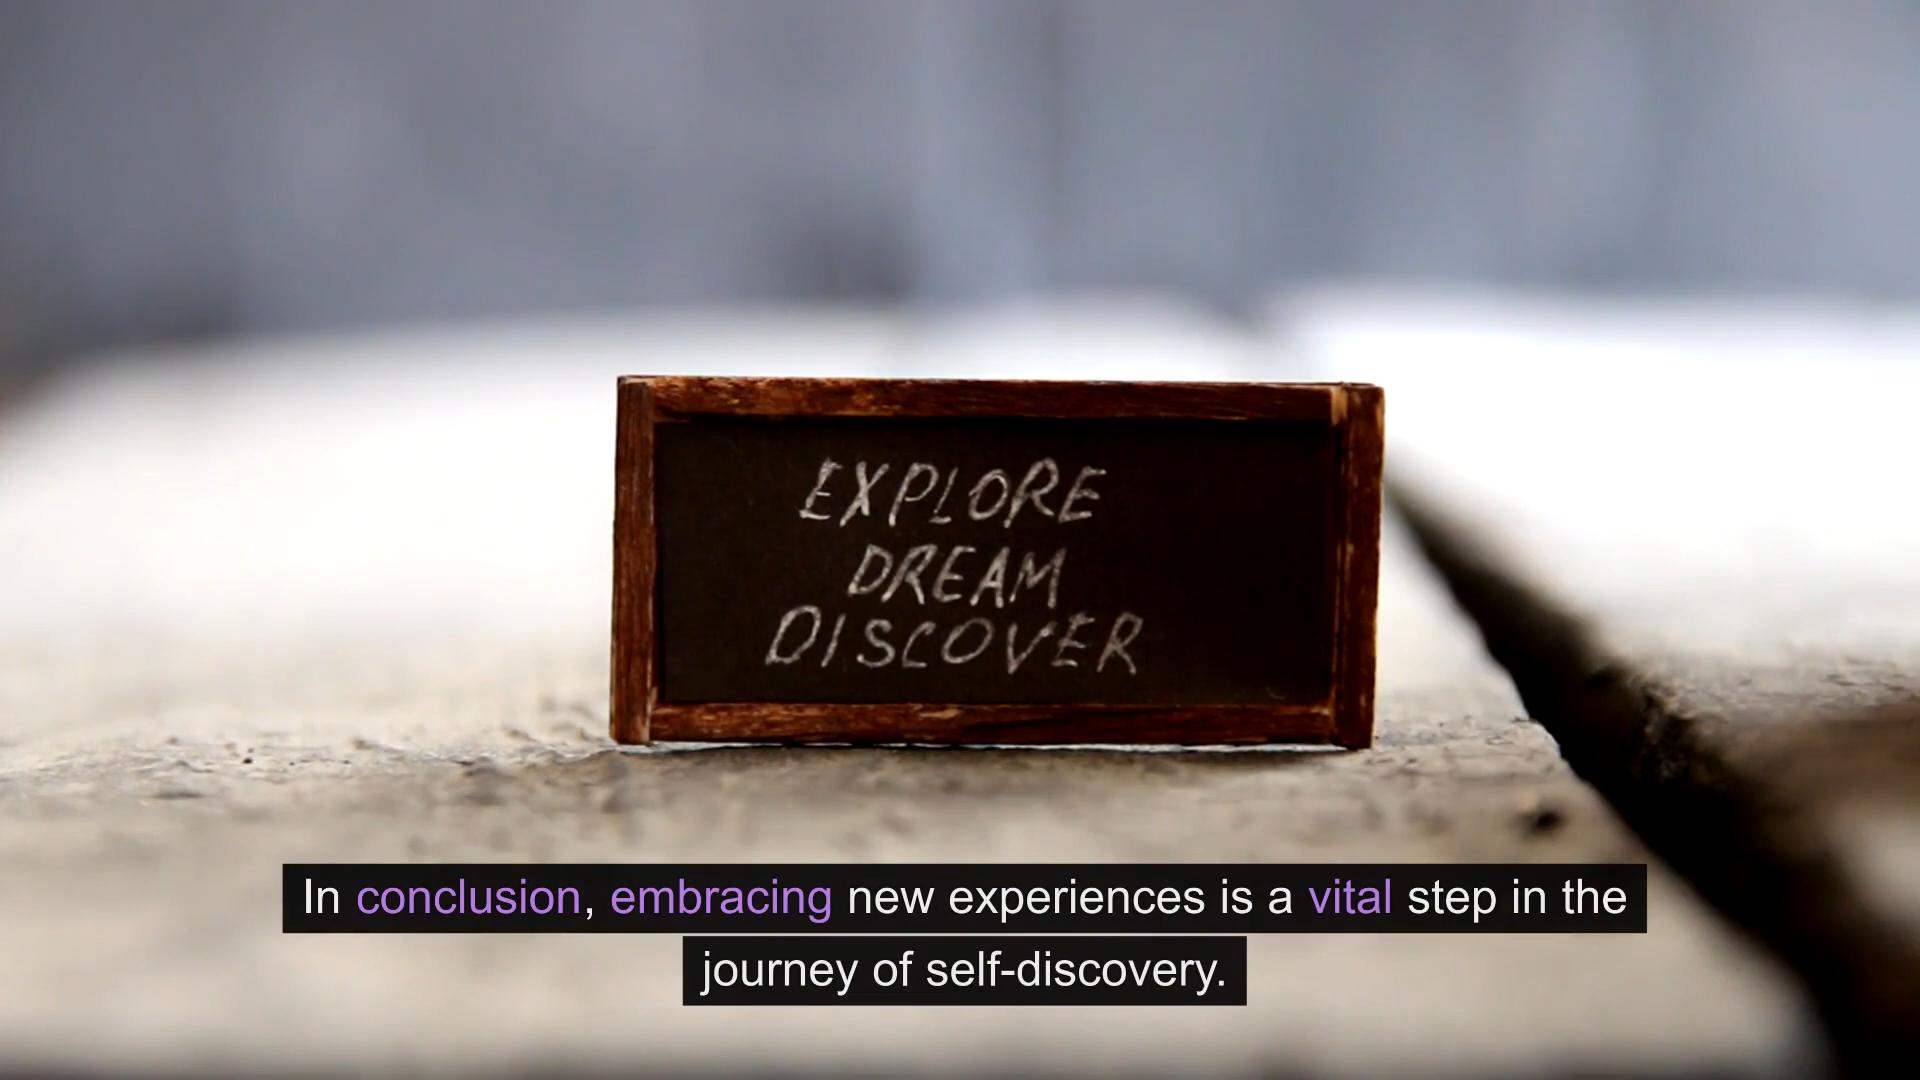 EXPLORE
DREAM
DISCOVER
In conclusion, embracing new experiences is a vital step in the
journey of self-discovery.